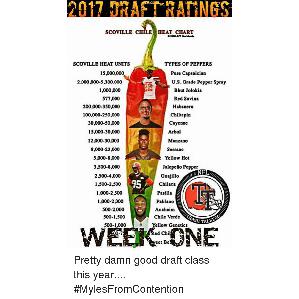 2017 DRAFT RATINGS
SCOVILLE CHILE HEAT CHART
SCOVILLE HEAT UNITS TYPES OF PEPPERS
15,000,000 Pure Capsaicin
2,000,000-5,300,000 U.S. Grade Pepper Spray
1,000,000 Bhut Jolokia
577,000 Red Savina
200,000-350,000 Habanero
100,000-250,000 Chiltepin
30,000-50,000 Cayenne
15,000-30,000 Arbol
12,000-30,000 Manzano
8,000-23,000 Serrano
5,000-8,000 Yellow Hot
3,500-8,000 Jalapeño Pepper
2,500-4,000 Guajillo
1,500-2,500 Chilaca
1,000-2,500 Pasilla
1,000-2,000 Poblano
500-2,000 Anaheim
500-1,500 Chile Verde
500-1,000 Yellow Genetics
95
NFL
WEEK ONE
Pretty damn good draft class
this year....
#MylesFromContention